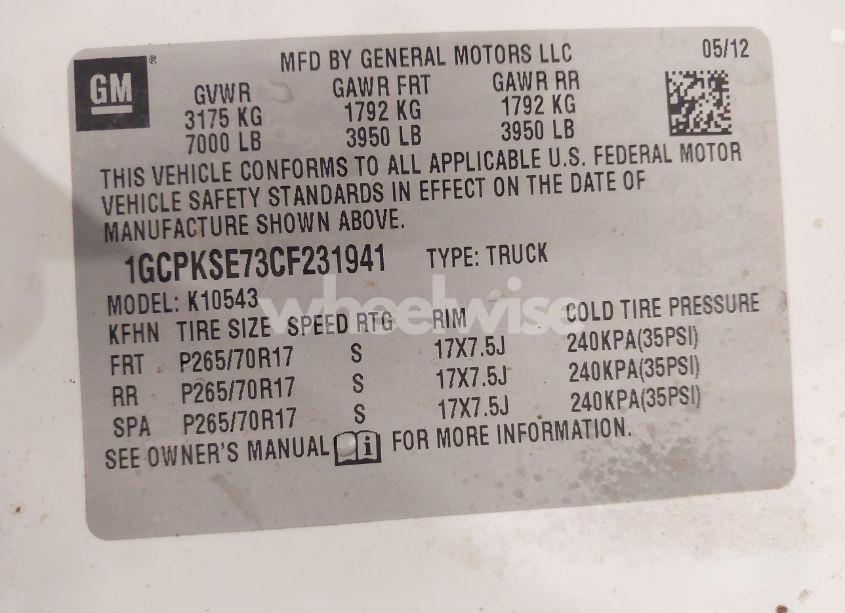 GM®
MFD BY GENERAL MOTORS LLC 05/12
GVWR GAWR FRT GAWR RR
3175 KG 1792 KG 1792 KG
7000 LB 3950 LB 3950 LB
THIS VEHICLE CONFORMS TO ALL APPLICABLE U.S. FEDERAL MOTOR
VEHICLE SAFETY STANDARDS IN EFFECT ON THE DATE OF
MANUFACTURE SHOWN ABOVE.
1GCPKSE73CF231941 TYPE: TRUCK
MODEL: K10543
wheelwise
KFHN TIRE SIZE SPEED RTG RIM COLD TIRE PRESSURE
FRT P265/70R17 S 17X7.5J 240KPA(35PSI)
RR P265/70R17 S 17X7.5J 240KPA(35PSI)
SPA P265/70R17 S 17X7.5J 240KPA(35PSI)
SEE OWNER'S MANUAL i FOR MORE INFORMATION.